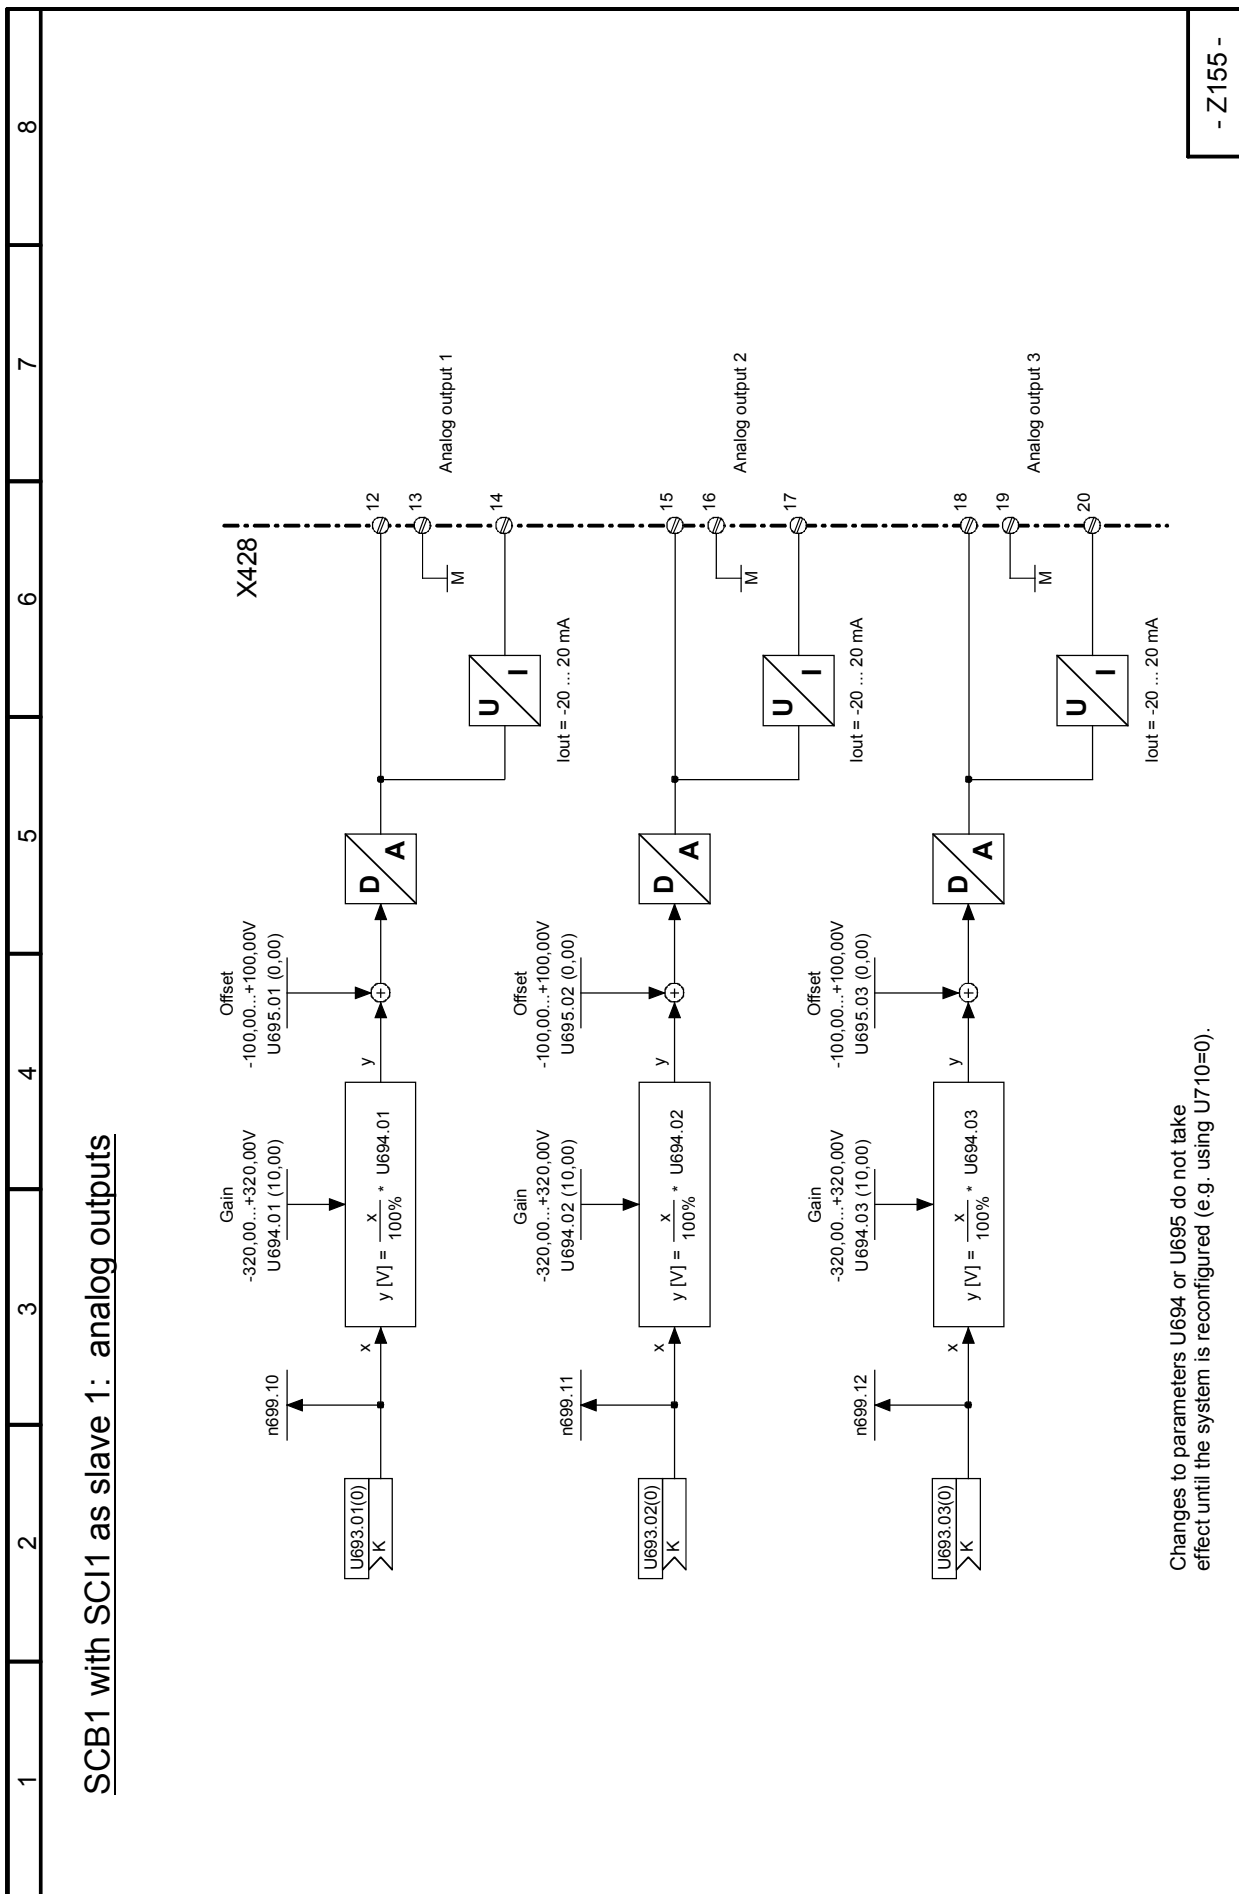 1 2 3 4 5 6 7 8
SCB1 with SCI1 as slave 1: analog outputs
X428
Offset
-100,00...+100,00V
U695.01 (0,00)
Gain
-320,00...+320,00V
U694.01 (10,00)
n699.10
U693.01(0)
K
x
y [V] = x / 100% * U694.01
y
+
D A
U I
Iout = -20 ... 20 mA
M
12
13
14
Analog output 1
Offset
-100,00...+100,00V
U695.02 (0,00)
Gain
-320,00...+320,00V
U694.02 (10,00)
n699.11
U693.02(0)
K
x
y [V] = x / 100% * U694.02
y
+
D A
U I
Iout = -20 ... 20 mA
M
15
16
17
Analog output 2
Offset
-100,00...+100,00V
U695.03 (0,00)
Gain
-320,00...+320,00V
U694.03 (10,00)
n699.12
U693.03(0)
K
x
y [V] = x / 100% * U694.03
y
+
D A
U I
Iout = -20 ... 20 mA
M
18
19
20
Analog output 3
Changes to parameters U694 or U695 do not take
effect until the system is reconfigured (e.g. using U710=0).
- Z155 -